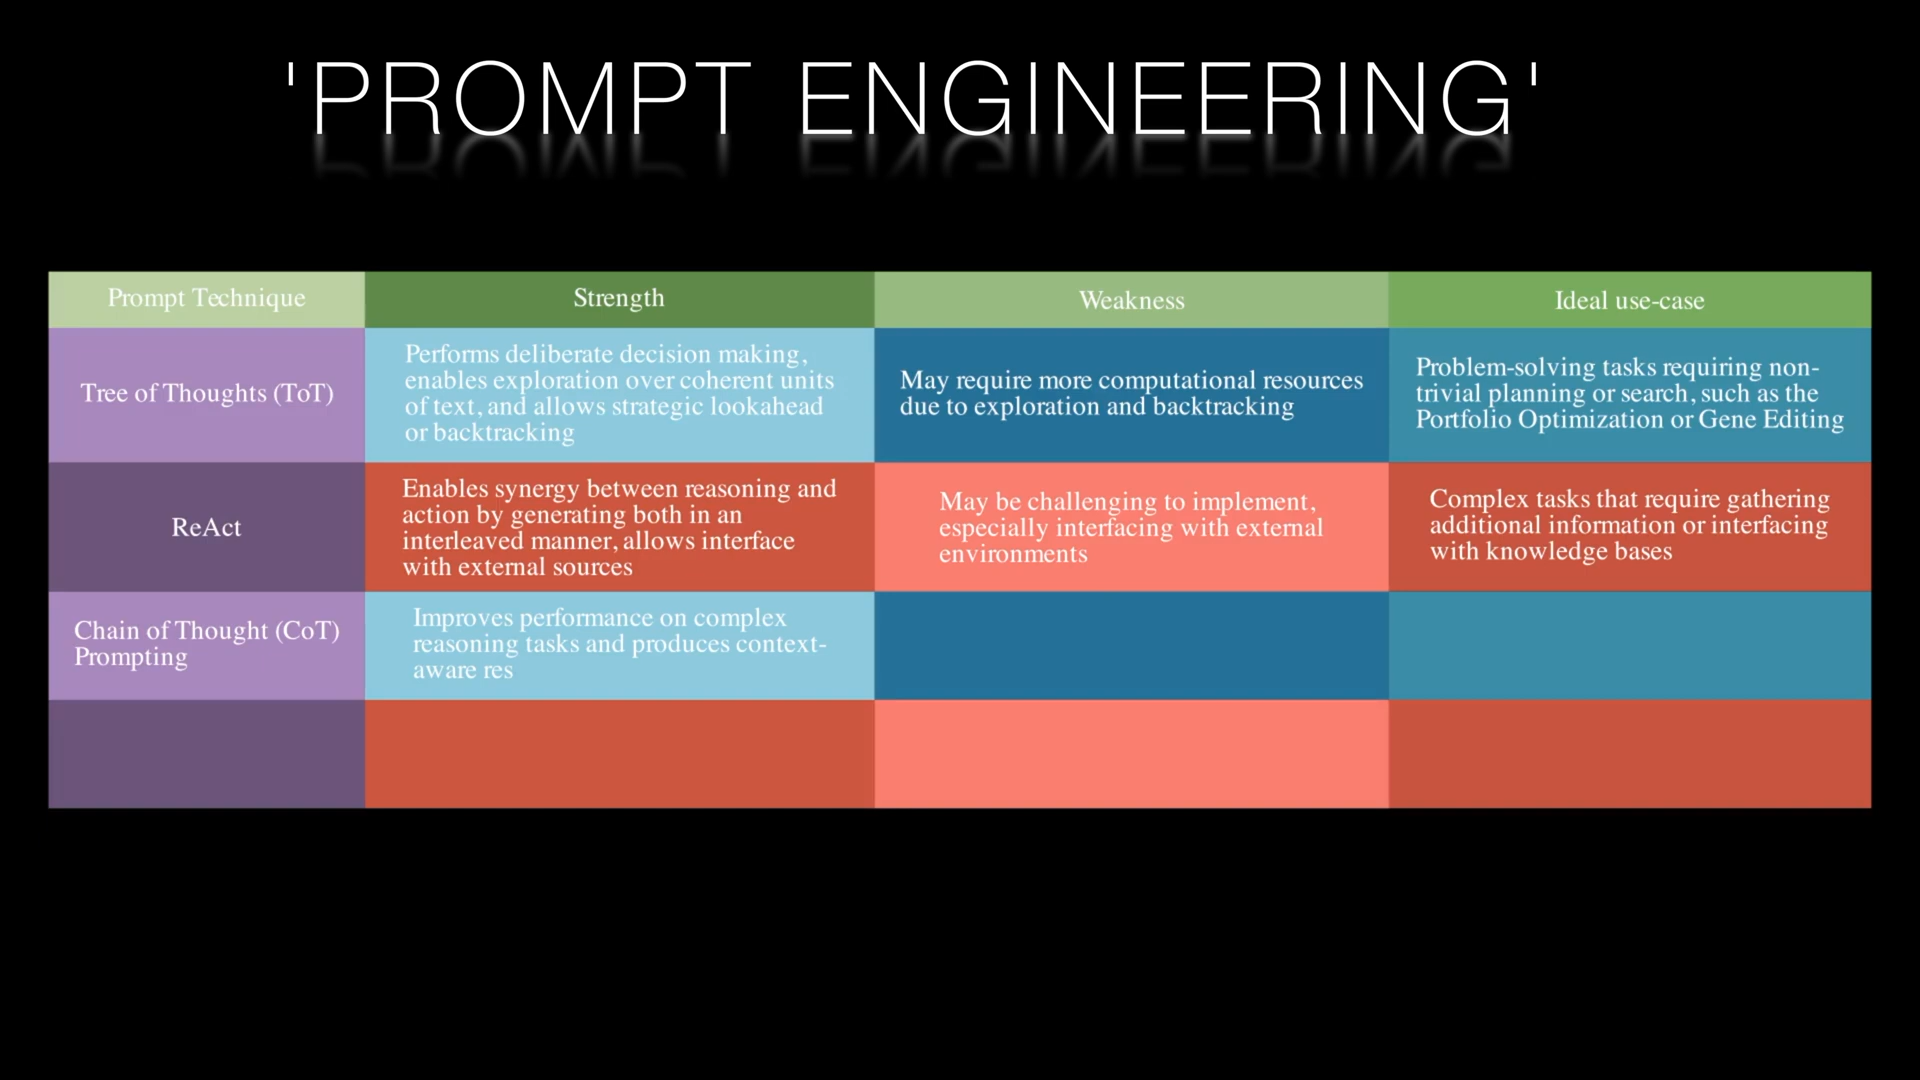 'PROMPT ENGINEERING'
Prompt Technique
Strength
Weakness
Ideal use-case
Tree of Thoughts (ToT)
Performs deliberate decision making,
enables exploration over coherent units
of text, and allows strategic lookahead
or backtracking
May require more computational resources
due to exploration and backtracking
Problem-solving tasks requiring non-
trivial planning or search, such as the
Portfolio Optimization or Gene Editing
ReAct
Enables synergy between reasoning and
action by generating both in an
interleaved manner, allows interface
with external sources
May be challenging to implement,
especially interfacing with external
environments
Complex tasks that require gathering
additional information or interfacing
with knowledge bases
Chain of Thought (CoT)
Prompting
Improves performance on complex
reasoning tasks and produces context-
aware res